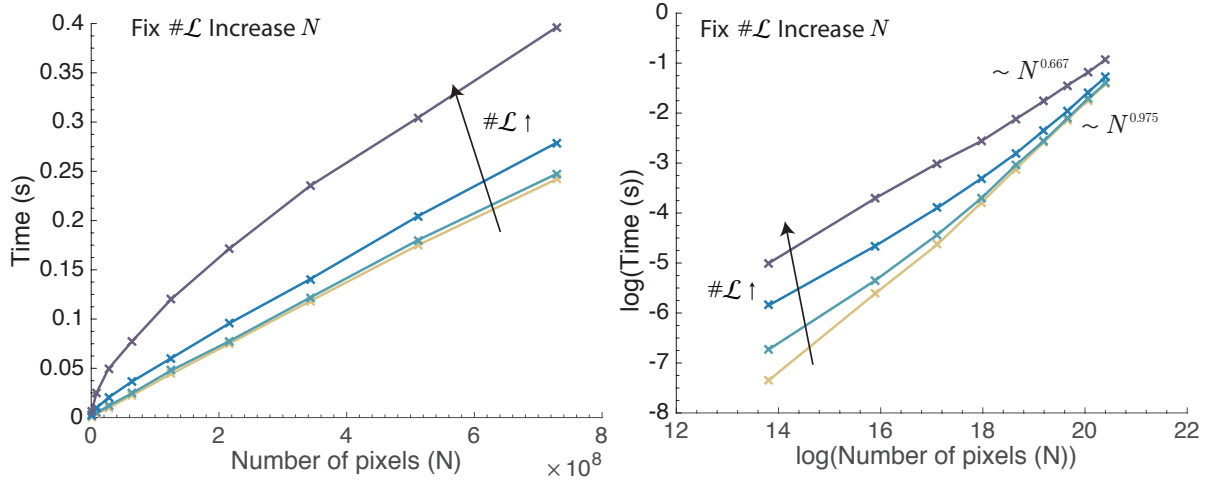 Fix #ℒ Increase N
0.4
0.35
0.3
0.25
0.2
0.15
0.1
0.05
0
Time (s)
#ℒ ↑
0 2 4 6 8
Number of pixels (N)
× 10⁸
Fix #ℒ Increase N
-0
-1
-2
-3
-4
-5
-6
-7
-8
log(Time (s))
∼ N^0.667
∼ N^0.975
#ℒ ↑
12 14 16 18 20 22
log(Number of pixels (N))